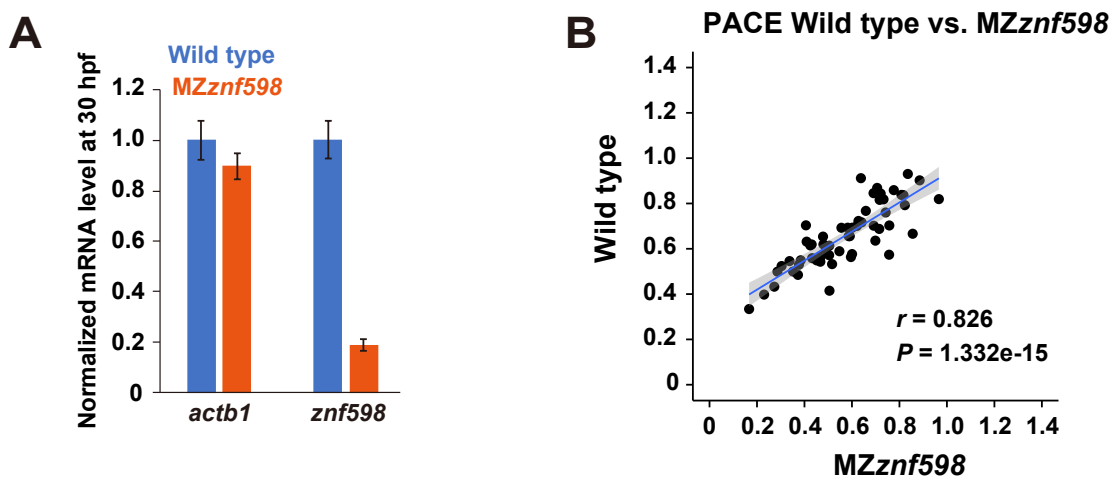 A
Wild type
MZznf598
Normalized mRNA level at 30 hpf
1.2
1.0
0.8
0.6
0.4
0.2
0
actb1 znf598
B
PACE Wild type vs. MZznf598
Wild type
1.4
1.2
1.0
0.8
0.6
0.4
0.2
0
r = 0.826
P = 1.332e-15
0 0.2 0.4 0.6 0.8 1.0 1.2 1.4
MZznf598